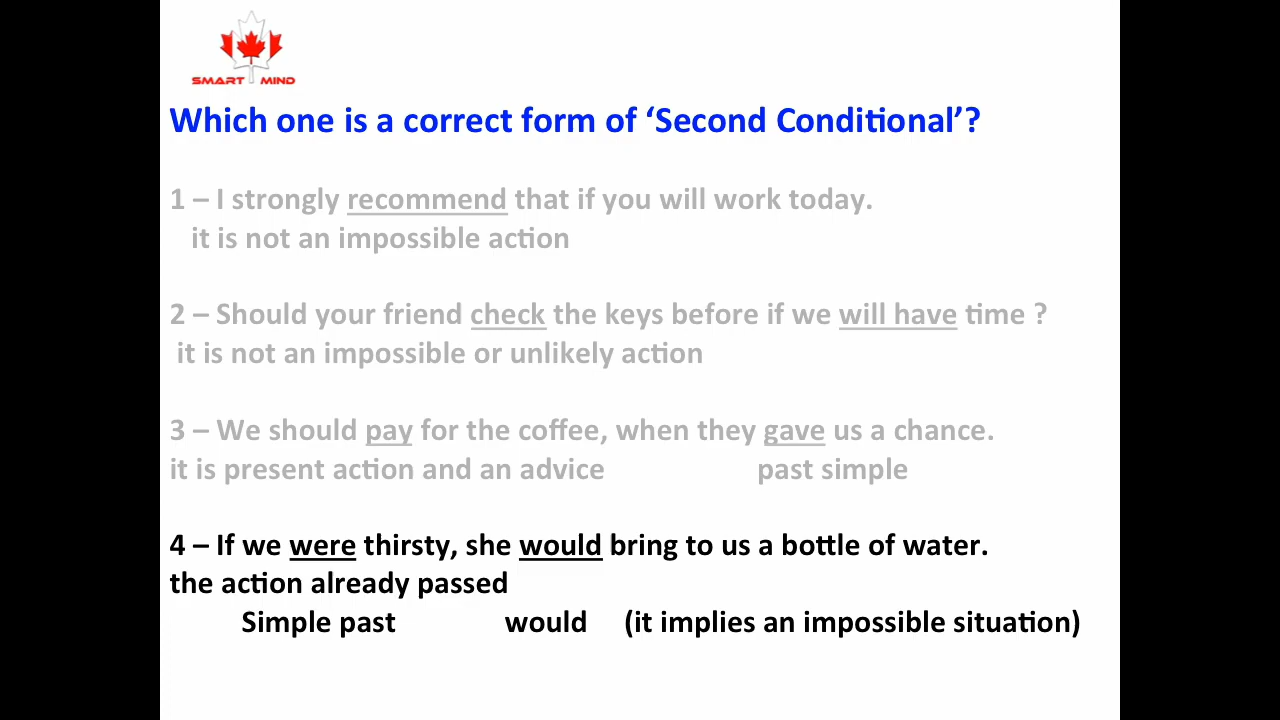 SMART MIND
Which one is a correct form of ‘Second Conditional’?
1 – I strongly recommend that if you will work today.
it is not an impossible action
2 – Should your friend check the keys before if we will have time ?
it is not an impossible or unlikely action
3 – We should pay for the coffee, when they gave us a chance.
it is present action and an advice past simple
4 – If we were thirsty, she would bring to us a bottle of water.
the action already passed
Simple past would (it implies an impossible situation)